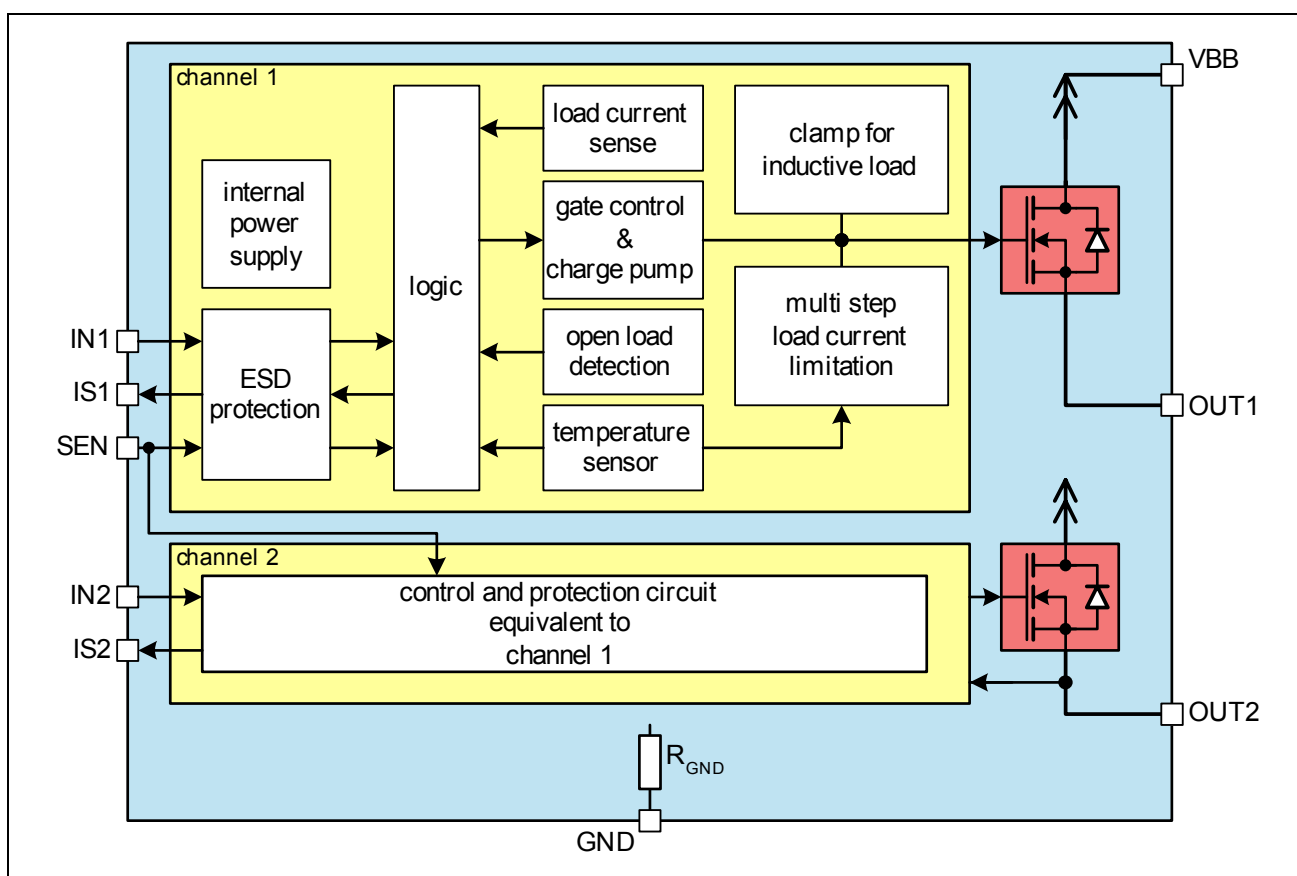 channel 1
internal
power
supply
ESD
protection
logic
load current
sense
gate control
&
charge pump
open load
detection
temperature
sensor
clamp for
inductive load
multi step
load current
limitation
VBB
IN1
IS1
SEN
OUT1
channel 2
control and protection circuit
equivalent to
channel 1
IN2
IS2
OUT2
RGND
GND